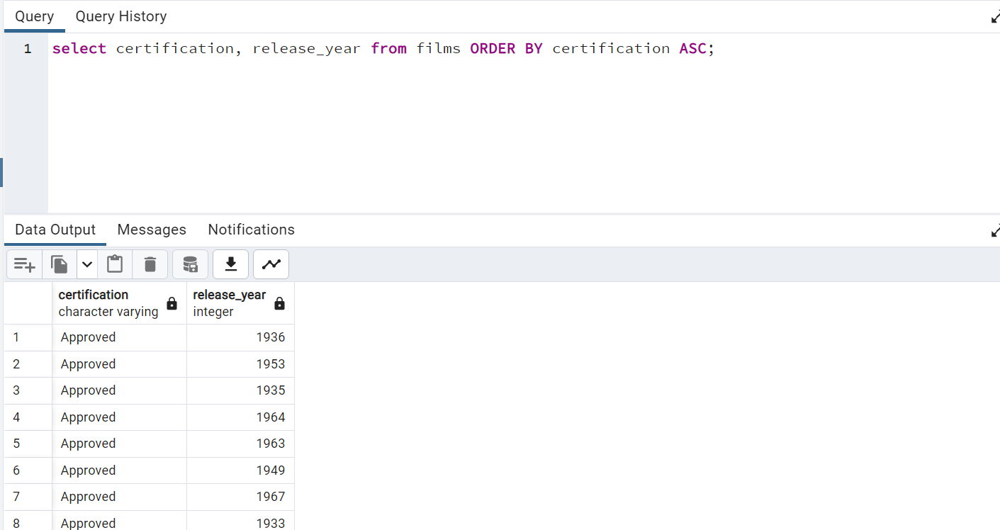 Query Query History
1 select certification, release_year from films ORDER BY certification ASC;
Data Output Messages Notifications
certification release_year
character varying integer
1 Approved 1936
2 Approved 1953
3 Approved 1935
4 Approved 1964
5 Approved 1963
6 Approved 1949
7 Approved 1967
8 Approved 1933